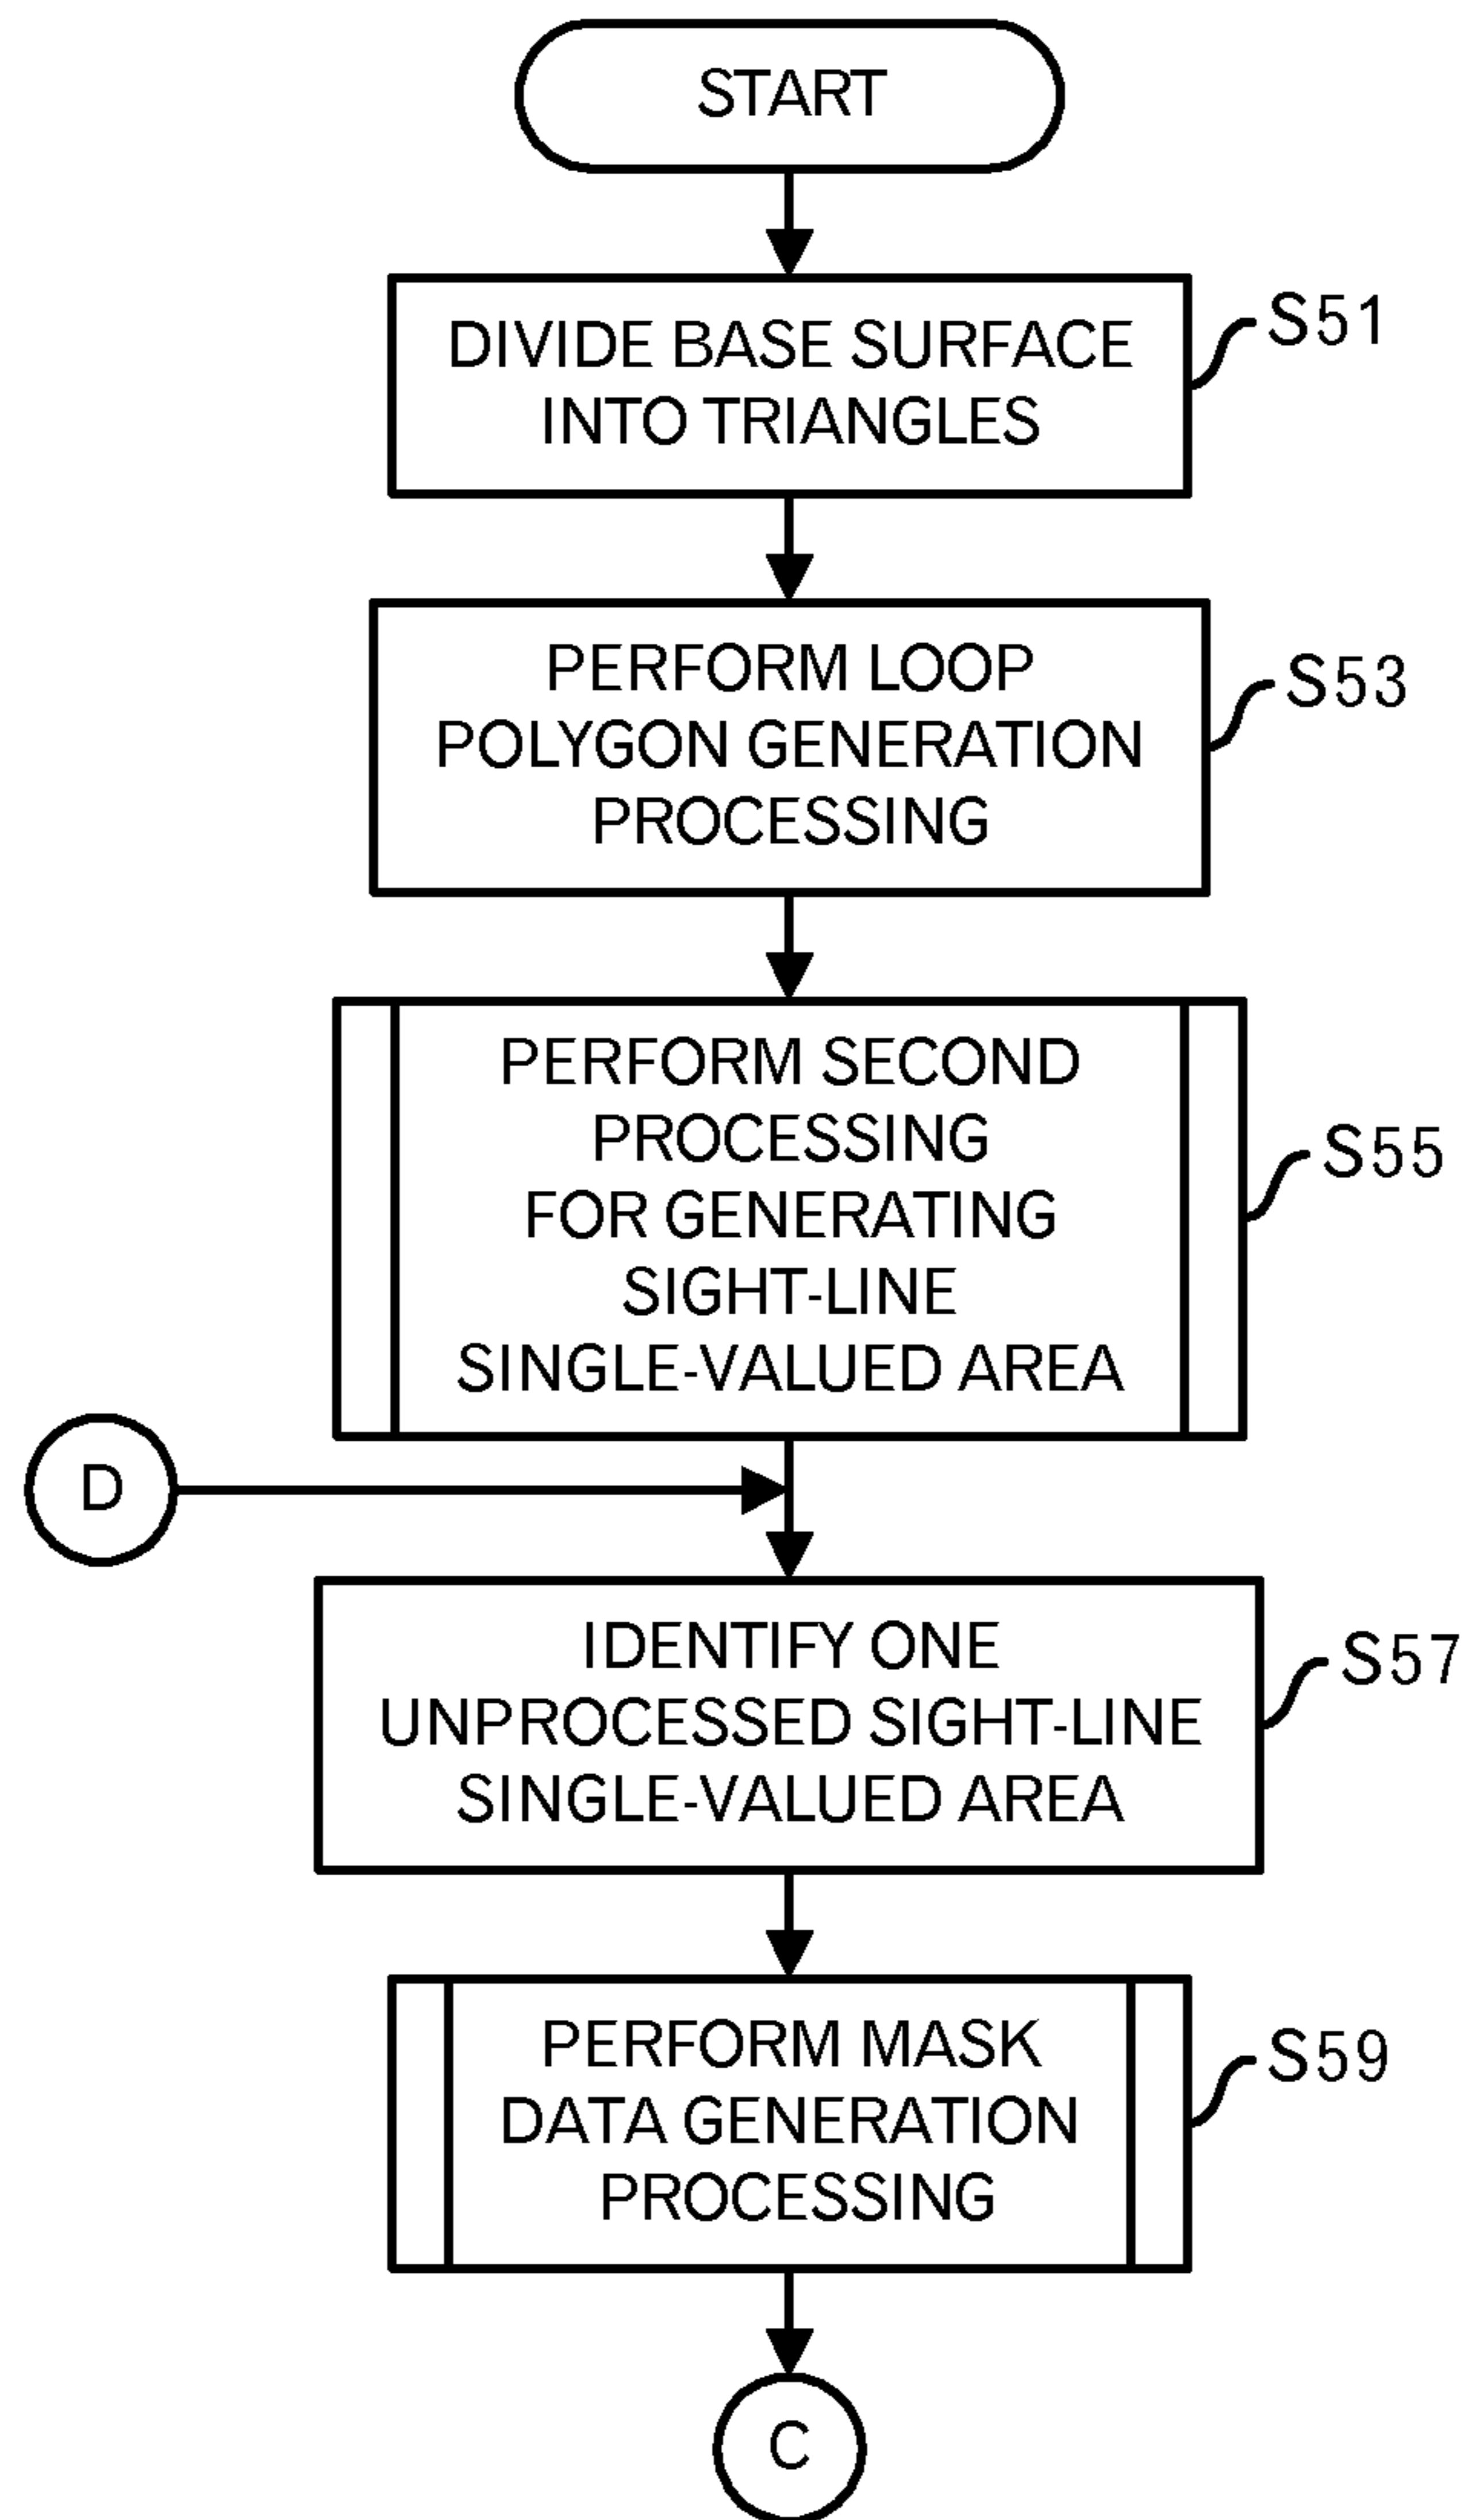 START
DIVIDE BASE SURFACE
INTO TRIANGLES
S51
PERFORM LOOP
POLYGON GENERATION
PROCESSING
S53
PERFORM SECOND
PROCESSING
FOR GENERATING
SIGHT-LINE
SINGLE-VALUED AREA
S55
D
IDENTIFY ONE
UNPROCESSED SIGHT-LINE
SINGLE-VALUED AREA
S57
PERFORM MASK
DATA GENERATION
PROCESSING
S59
C